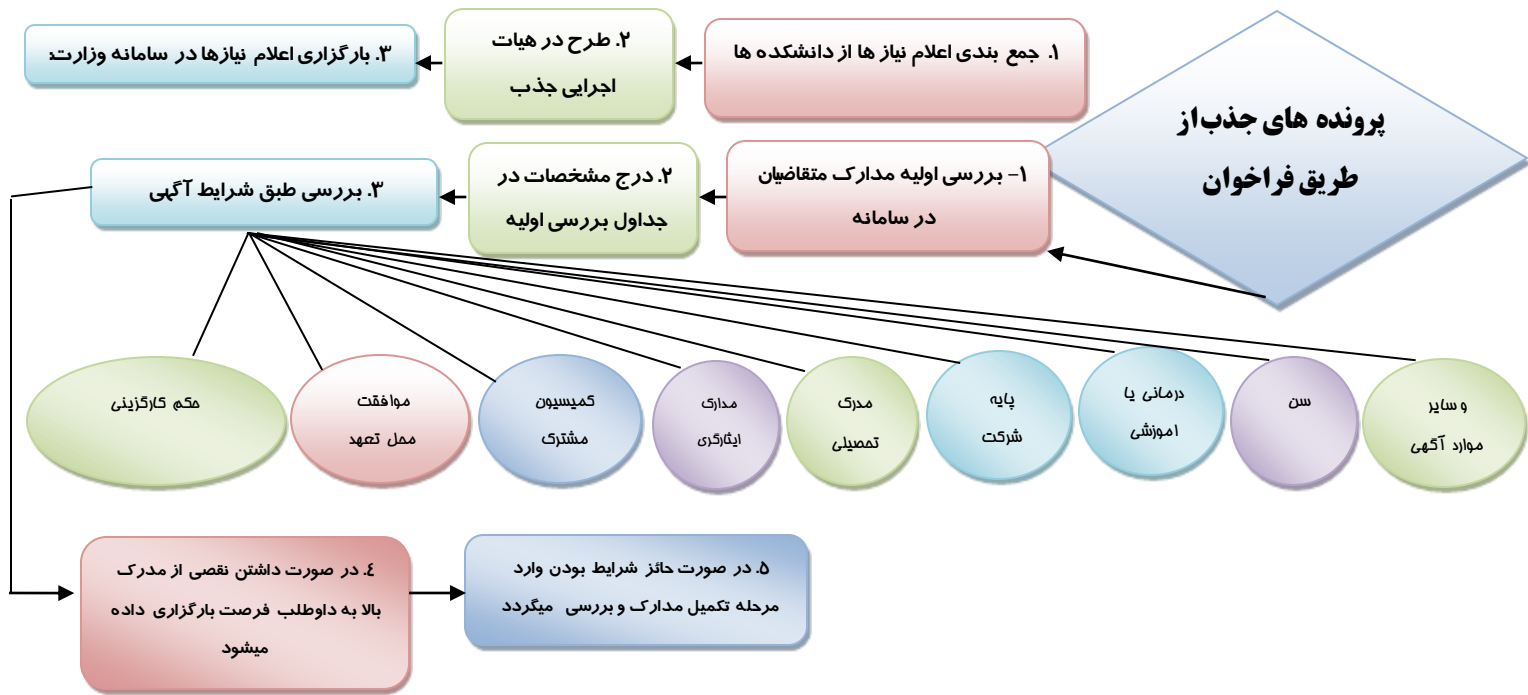 پرونده های جذب از
طریق فراخوان
۱. جمع بندی اعلام نیاز ها از دانشکده ها
۲. طرح در هیات
اجرایی جذب
۳. بارگزاری اعلام نیازها در سامانه وزارت
۱- بررسی اولیه مدارک متقاضیان
در سامانه
۲. درج مشخصات در
جداول بررسی اولیه
۳. بررسی طبق شرایط آگهی
و سایر
موارد آگهی
سن
درمانی یا
اموزشی
پایه
شرکت
مدرک
تحصیلی
مدارک
ایثارگری
کمیسیون
مشترک
موافقت
محل تعهد
حکم کارگزینی
۴. در صورت داشتن نقصی از مدرک
بالا به داوطلب فرصت بارگزاری داده
میشود
۵. در صورت حائز شرایط بودن وارد
مرحله تکمیل مدارک و بررسی میگردد